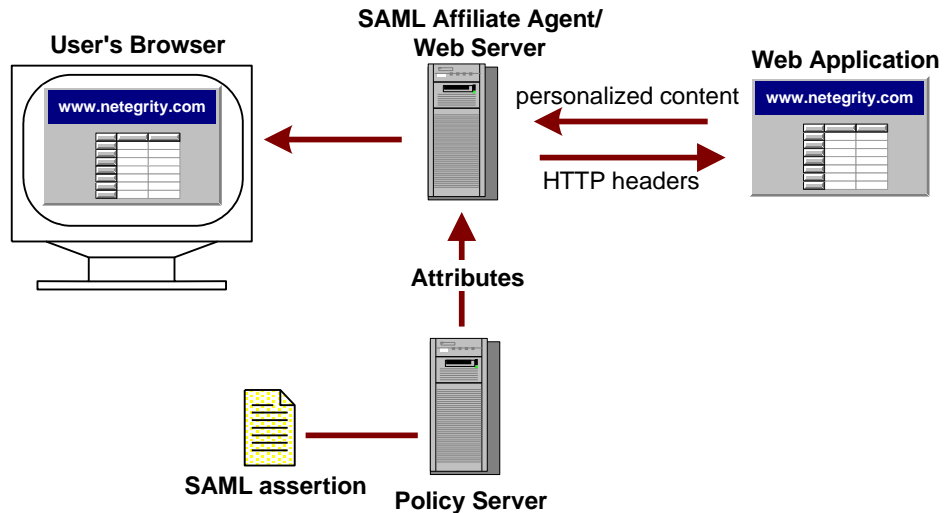 SAML Affiliate Agent/
Web Server
User's Browser
Web Application
www.netegrity.com
www.netegrity.com
personalized content
HTTP headers
Attributes
SAML assertion
Policy Server